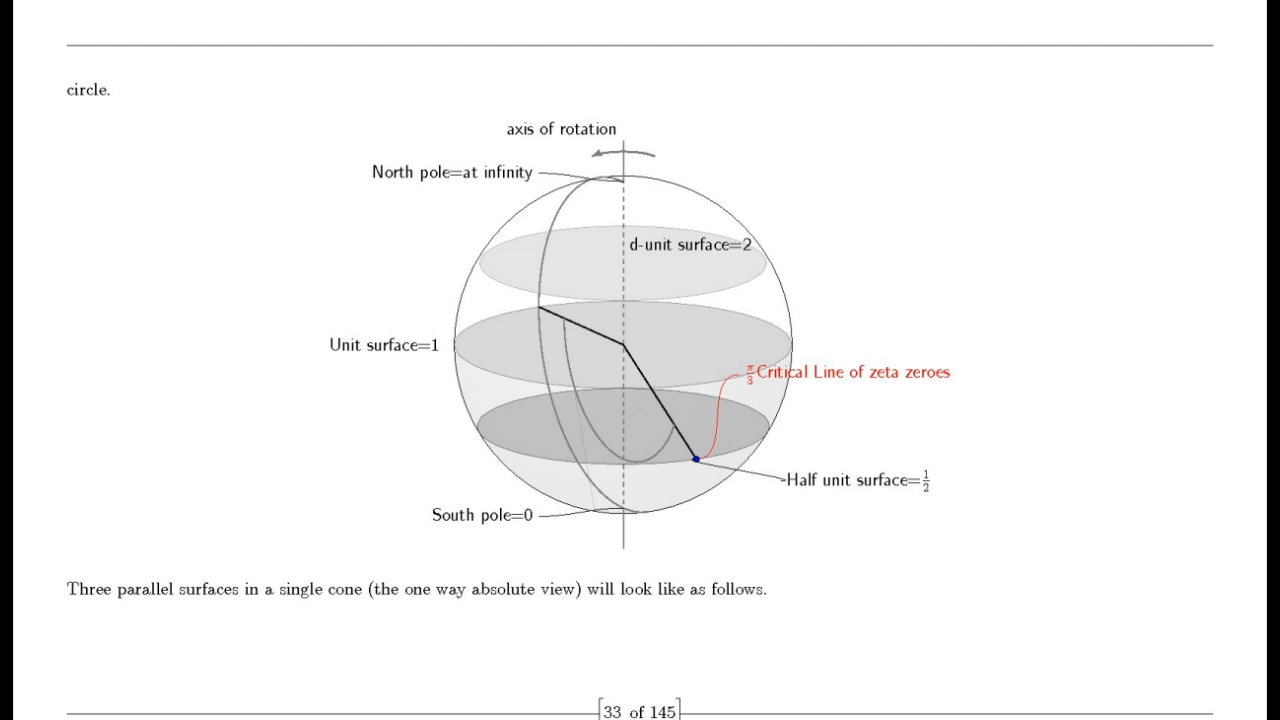 circle.
axis of rotation
North pole=at infinity
d-unit surface=2
Unit surface=1
π/3 Critical Line of zeta zeroes
Half unit surface=1/2
South pole=0
Three parallel surfaces in a single cone (the one way absolute view) will look like as follows.
[33 of 145]